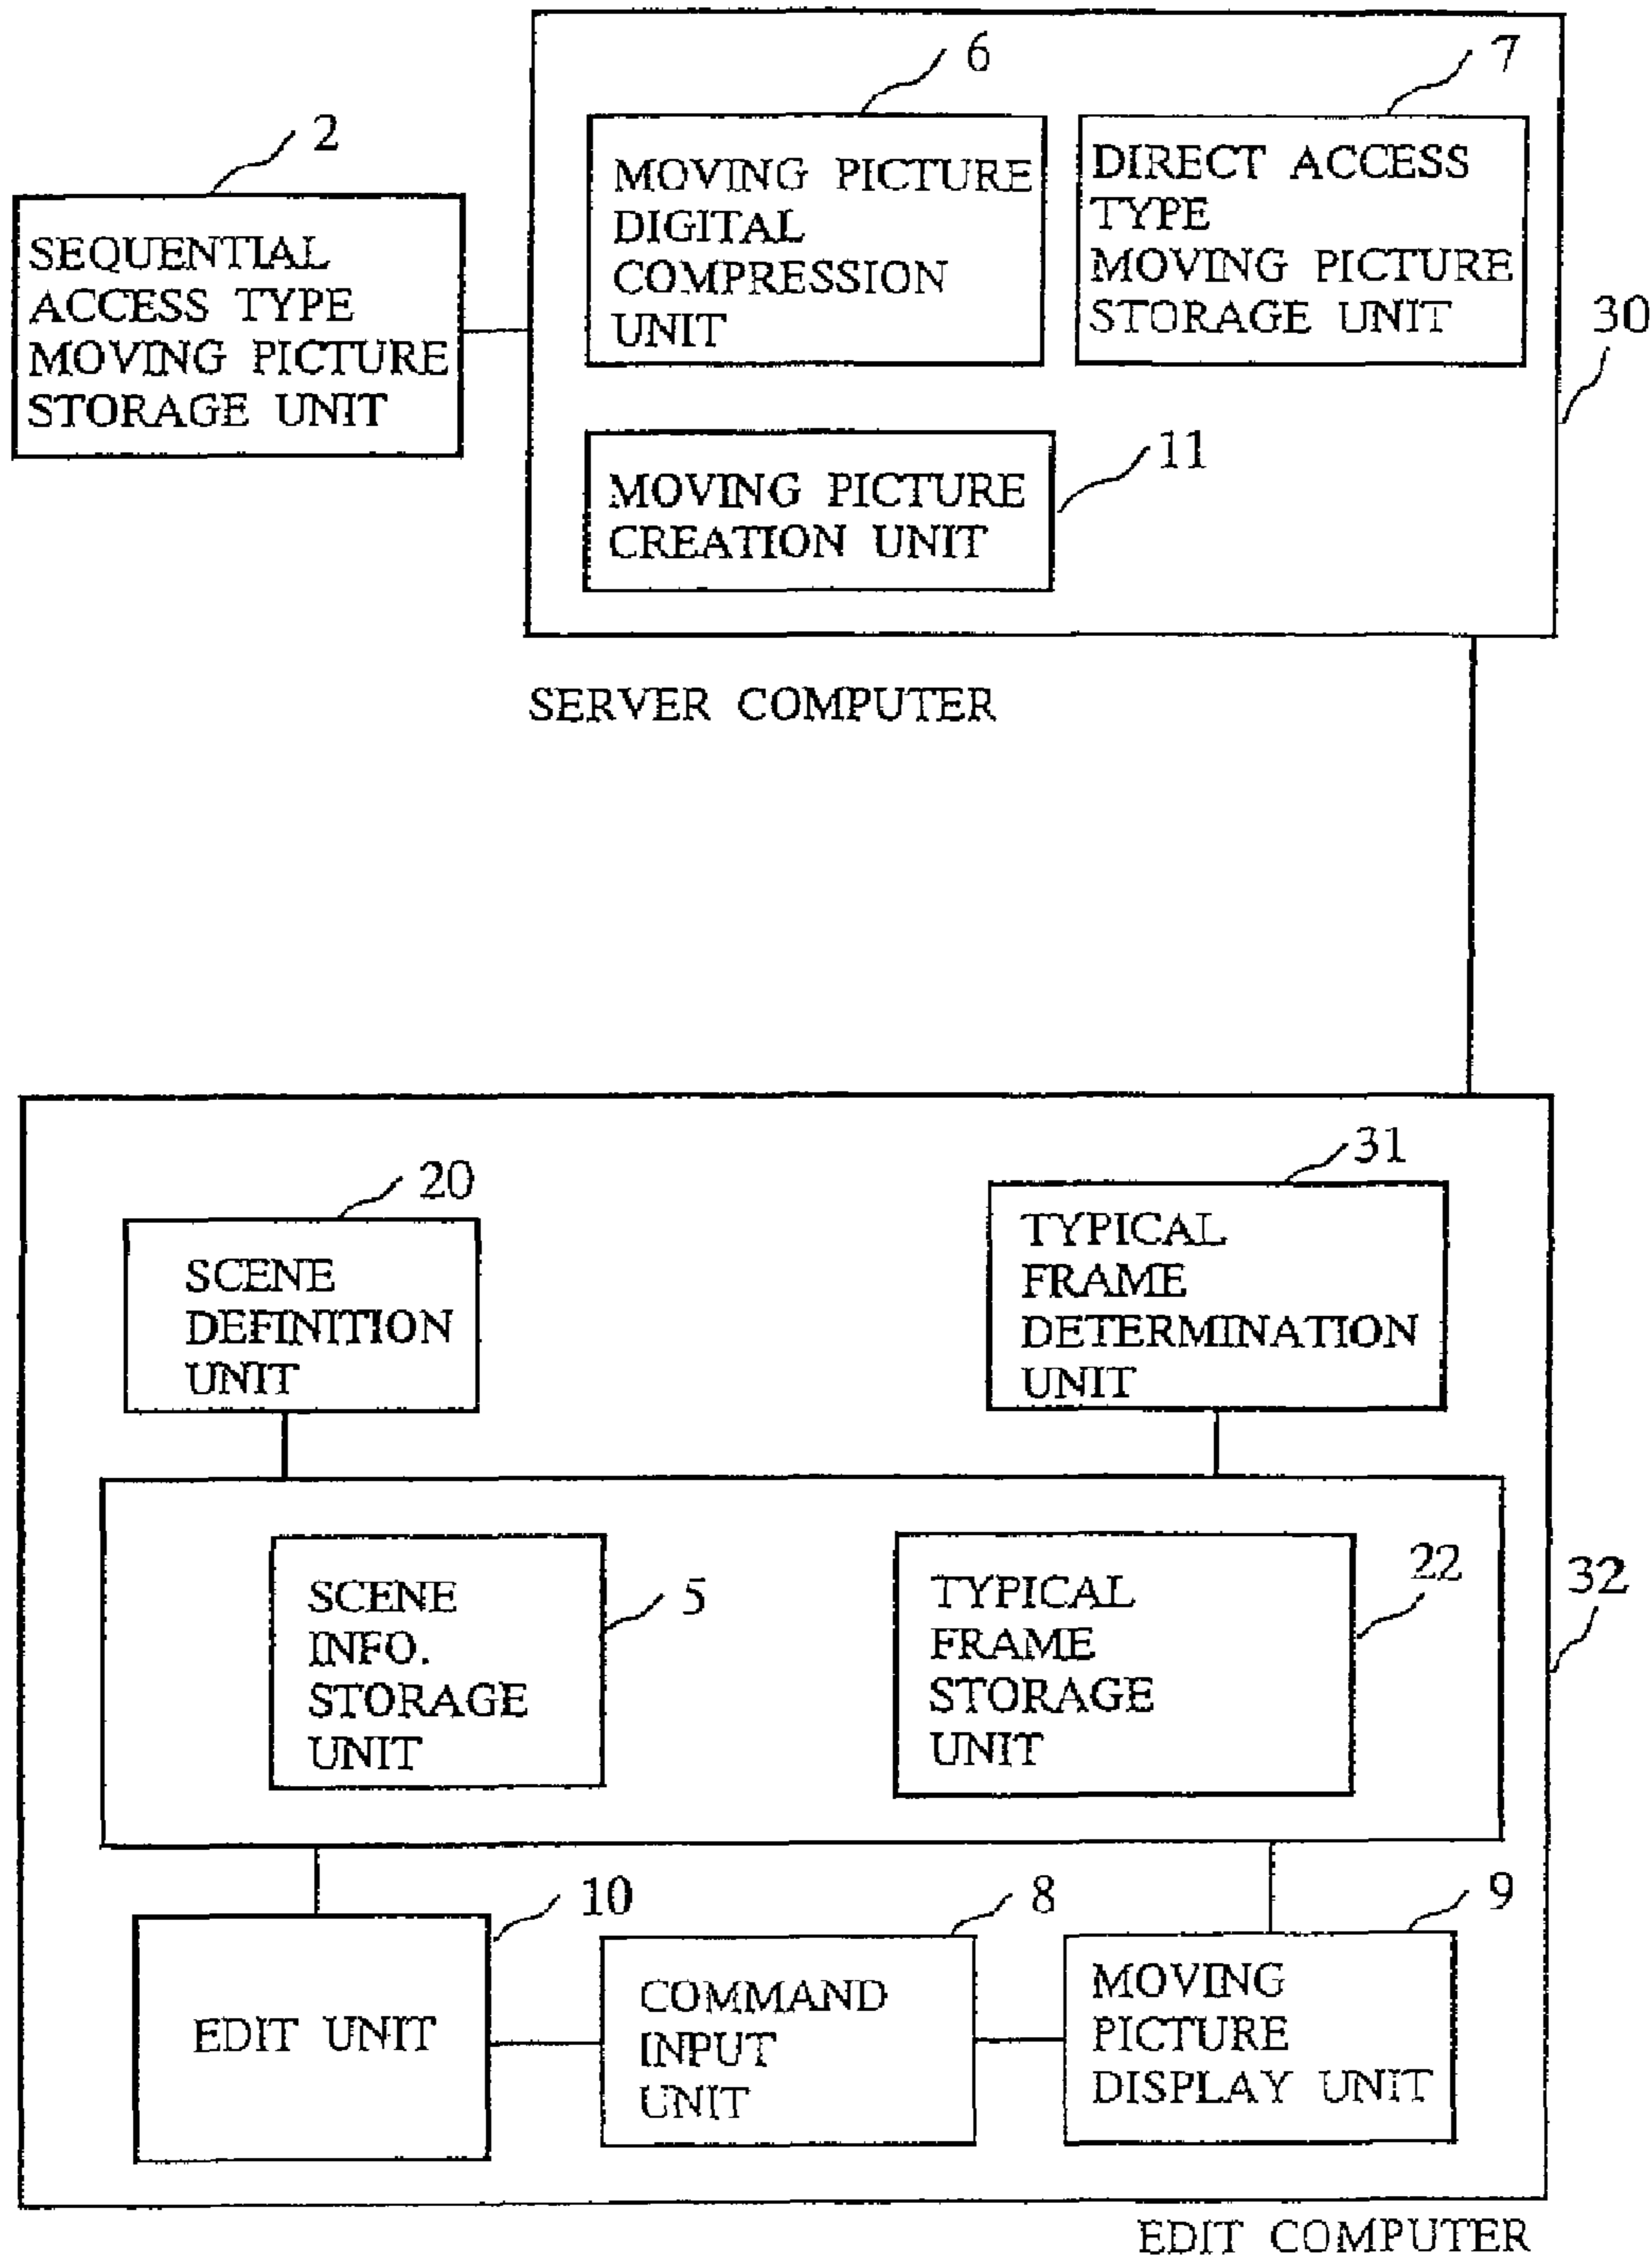 6
7
2
MOVING PICTURE
DIGITAL
COMPRESSION
UNIT
DIRECT ACCESS
TYPE
MOVING PICTURE
STORAGE UNIT
SEQUENTIAL
ACCESS TYPE
MOVING PICTURE
STORAGE UNIT
30
11
MOVING PICTURE
CREATION UNIT
SERVER COMPUTER
20
31
SCENE
DEFINITION
UNIT
TYPICAL
FRAME
DETERMINATION
UNIT
SCENE
INFO.
STORAGE
UNIT
5
TYPICAL
FRAME
STORAGE
UNIT
22
32
10
8
9
EDIT UNIT
COMMAND
INPUT
UNIT
MOVING
PICTURE
DISPLAY UNIT
EDIT COMPUTER